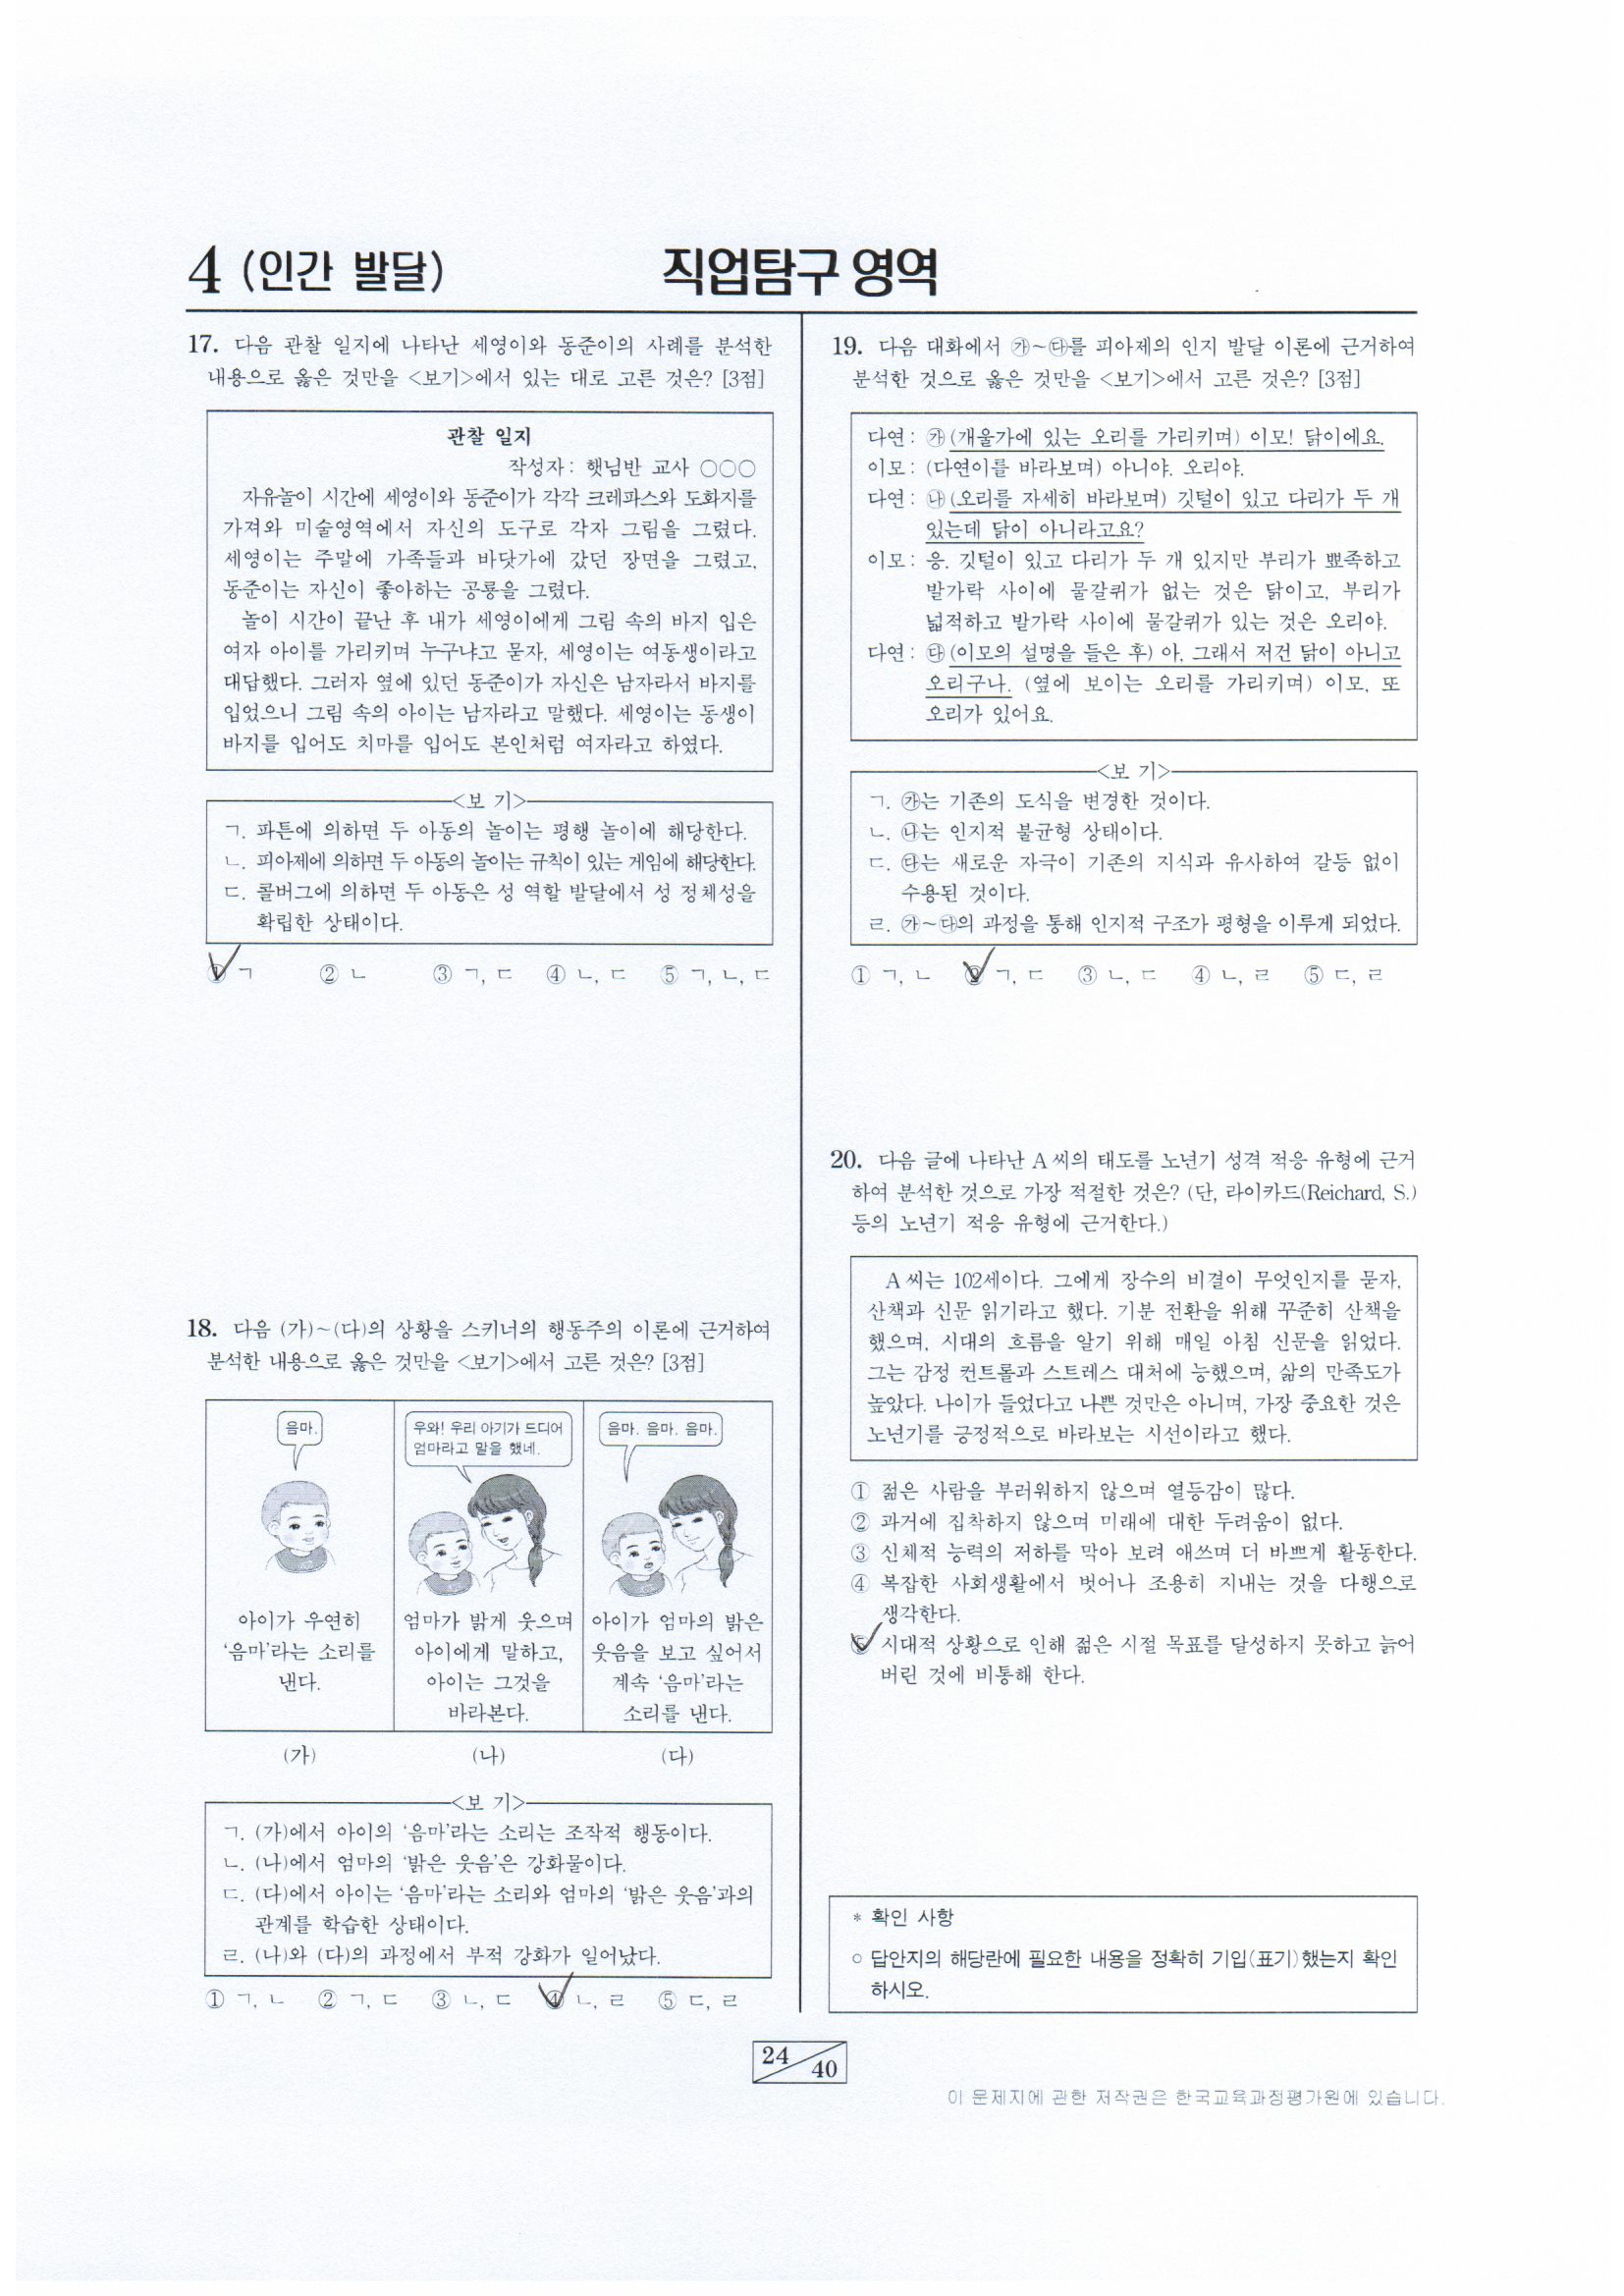 4 (인간 발달)
직업탐구 영역
17. 다음 관찰 일지에 나타난 세영이와 동준이의 사례를 분석한
내용으로 옳은 것만을 <보기>에서 있는 대로 고른 것은? [3점]
관찰 일지
작성자: 햇님반 교사 ○○○
자유놀이 시간에 세영이와 동준이가 각각 크레파스와 도화지를
가져와 미술영역에서 자신의 도구로 각자 그림을 그렸다.
세영이는 주말에 가족들과 바닷가에 갔던 장면을 그렸고,
동준이는 자신이 좋아하는 공룡을 그렸다.
놀이 시간이 끝난 후 내가 세영이에게 그림 속의 바지 입은
여자 아이를 가리키며 누구냐고 묻자, 세영이는 여동생이라고
대답했다. 그러자 옆에 있던 동준이가 자신은 남자라서 바지를
입었으니 그림 속의 아이는 남자라고 말했다. 세영이는 동생이
바지를 입어도 치마를 입어도 본인처럼 여자라고 하였다.
<보 기>
ㄱ. 파튼에 의하면 두 아동의 놀이는 평행 놀이에 해당한다.
ㄴ. 피아제에 의하면 두 아동의 놀이는 규칙이 있는 게임에 해당한다.
ㄷ. 콜버그에 의하면 두 아동은 성 역할 발달에서 성 정체성을
확립한 상태이다.
① ㄱ ② ㄴ ③ ㄱ, ㄷ ④ ㄴ, ㄷ ⑤ ㄱ, ㄴ, ㄷ
18. 다음 (가)~(다)의 상황을 스키너의 행동주의 이론에 근거하여
분석한 내용으로 옳은 것만을 <보기>에서 고른 것은? [3점]
음마.
우와! 우리 아기가 드디어
엄마라고 말을 했네.
음마. 음마. 음마.
아이가 우연히
‘음마’라는 소리를
낸다.
엄마가 밝게 웃으며
아이에게 말하고,
아이는 그것을
바라본다.
아이가 엄마의 밝은
웃음을 보고 싶어서
계속 ‘음마’라는
소리를 낸다.
(가) (나) (다)
<보 기>
ㄱ. (가)에서 아이의 ‘음마’라는 소리는 조작적 행동이다.
ㄴ. (나)에서 엄마의 ‘밝은 웃음’은 강화물이다.
ㄷ. (다)에서 아이는 ‘음마’라는 소리와 엄마의 ‘밝은 웃음’과의
관계를 학습한 상태이다.
ㄹ. (나)와 (다)의 과정에서 부적 강화가 일어났다.
① ㄱ, ㄴ ② ㄱ, ㄷ ③ ㄴ, ㄷ ④ ㄴ, ㄹ ⑤ ㄷ, ㄹ
19. 다음 대화에서 ㉮~㉰를 피아제의 인지 발달 이론에 근거하여
분석한 것으로 옳은 것만을 <보기>에서 고른 것은? [3점]
다연: ㉮(개울가에 있는 오리를 가리키며) 이모! 닭이에요.
이모: (다연이를 바라보며) 아니야. 오리야.
다연: ㉯(오리를 자세히 바라보며) 깃털이 있고 다리가 두 개
있는데 닭이 아니라고요?
이모: 응. 깃털이 있고 다리가 두 개 있지만 부리가 뾰족하고
발가락 사이에 물갈퀴가 없는 것은 닭이고, 부리가
넓적하고 발가락 사이에 물갈퀴가 있는 것은 오리야.
다연: ㉰(이모의 설명을 들은 후) 아, 그래서 저건 닭이 아니고
오리구나. (옆에 보이는 오리를 가리키며) 이모, 또
오리가 있어요.
<보 기>
ㄱ. ㉮는 기존의 도식을 변경한 것이다.
ㄴ. ㉯는 인지적 불균형 상태이다.
ㄷ. ㉰는 새로운 자극이 기존의 지식과 유사하여 갈등 없이
수용된 것이다.
ㄹ. ㉮~㉰의 과정을 통해 인지적 구조가 평형을 이루게 되었다.
① ㄱ, ㄴ ② ㄱ, ㄷ ③ ㄴ, ㄷ ④ ㄴ, ㄹ ⑤ ㄷ, ㄹ
20. 다음 글에 나타난 A 씨의 태도를 노년기 성격 적응 유형에 근거
하여 분석한 것으로 가장 적절한 것은? (단, 라이카드(Reichard, S.)
등의 노년기 적응 유형에 근거한다.)
A 씨는 102세이다. 그에게 장수의 비결이 무엇인지를 묻자,
산책과 신문 읽기라고 했다. 기분 전환을 위해 꾸준히 산책을
했으며, 시대의 흐름을 알기 위해 매일 아침 신문을 읽었다.
그는 감정 컨트롤과 스트레스 대처에 능했으며, 삶의 만족도가
높았다. 나이가 들었다고 나쁜 것만은 아니며, 가장 중요한 것은
노년기를 긍정적으로 바라보는 시선이라고 했다.
① 젊은 사람을 부러워하지 않으며 열등감이 많다.
② 과거에 집착하지 않으며 미래에 대한 두려움이 없다.
③ 신체적 능력의 저하를 막아 보려 애쓰며 더 바쁘게 활동한다.
④ 복잡한 사회생활에서 벗어나 조용히 지내는 것을 다행으로
생각한다.
⑤ 시대적 상황으로 인해 젊은 시절 목표를 달성하지 못하고 늙어
버린 것에 비통해 한다.
* 확인 사항
○ 답안지의 해당란에 필요한 내용을 정확히 기입(표기)했는지 확인
하시오.
24
40
이 문제지에 관한 저작권은 한국교육과정평가원에 있습니다.